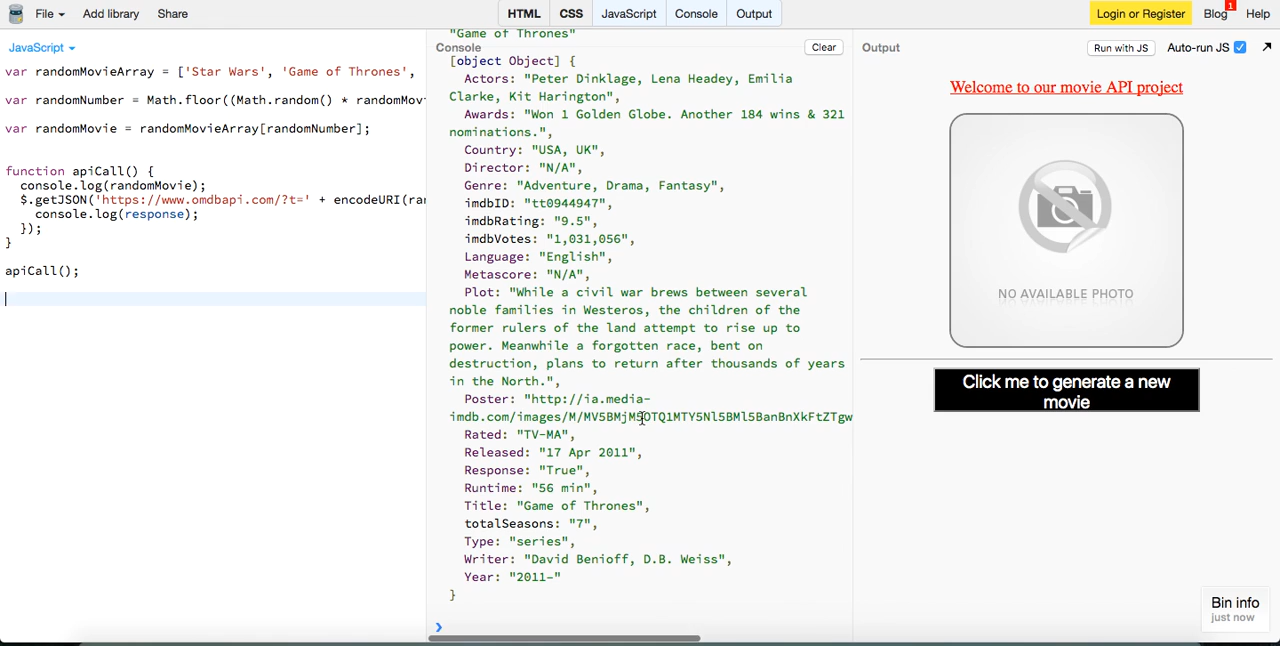 File
Add library
Share
HTML
CSS
JavaScript
Console
Output
Login or Register
Blog
1
Help
JavaScript
var randomMovieArray = ['Star Wars', 'Game of Thrones',
var randomNumber = Math.floor((Math.random() * randomMov
var randomMovie = randomMovieArray[randomNumber];
function apiCall() {
console.log(randomMovie);
$.getJSON('https://www.omdbapi.com/?t=' + encodeURI(ra
console.log(response);
});
}
apiCall();
"Game of Thrones"
Console
Clear
[object Object] {
Actors: "Peter Dinklage, Lena Headey, Emilia
Clarke, Kit Harington",
Awards: "Won 1 Golden Globe. Another 184 wins & 321
nominations.",
Country: "USA, UK",
Director: "N/A",
Genre: "Adventure, Drama, Fantasy",
imdbID: "tt0944947",
imdbRating: "9.5",
imdbVotes: "1,031,056",
Language: "English",
Metascore: "N/A",
Plot: "While a civil war brews between several
noble families in Westeros, the children of the
former rulers of the land attempt to rise up to
power. Meanwhile a forgotten race, bent on
destruction, plans to return after thousands of years
in the North.",
Poster: "http://ia.media-
Rated: "TV-MA",
Released: "17 Apr 2011",
Response: "True",
Runtime: "56 min",
Title: "Game of Thrones",
totalSeasons: "7",
Type: "series",
Writer: "David Benioff, D.B. Weiss",
Year: "2011–"
}
Output
Run with JS
Auto-run JS
Welcome to our movie API project
NO AVAILABLE PHOTO
Click me to generate a new
movie
Bin info
just now